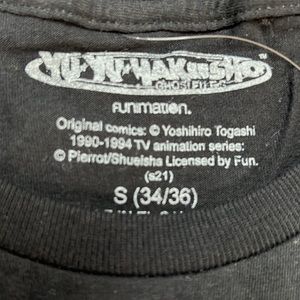 YU YU HAKUSHO
GHOST FILES
FUNIMATION.
Original comics: © Yoshihiro Togashi
1990-1994 TV animation series:
© Pierrot/Shueisha Licensed by Fun.
(s21)
S (34/36)